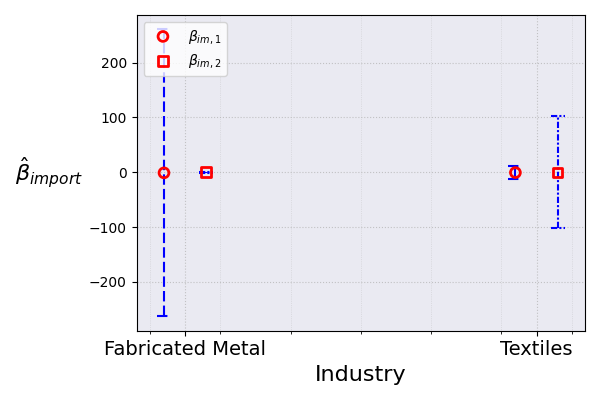 β_{im, 1}
β_{im, 2}
200
100
0
−100
−200
β̂_{import}
Fabricated Metal
Textiles
Industry